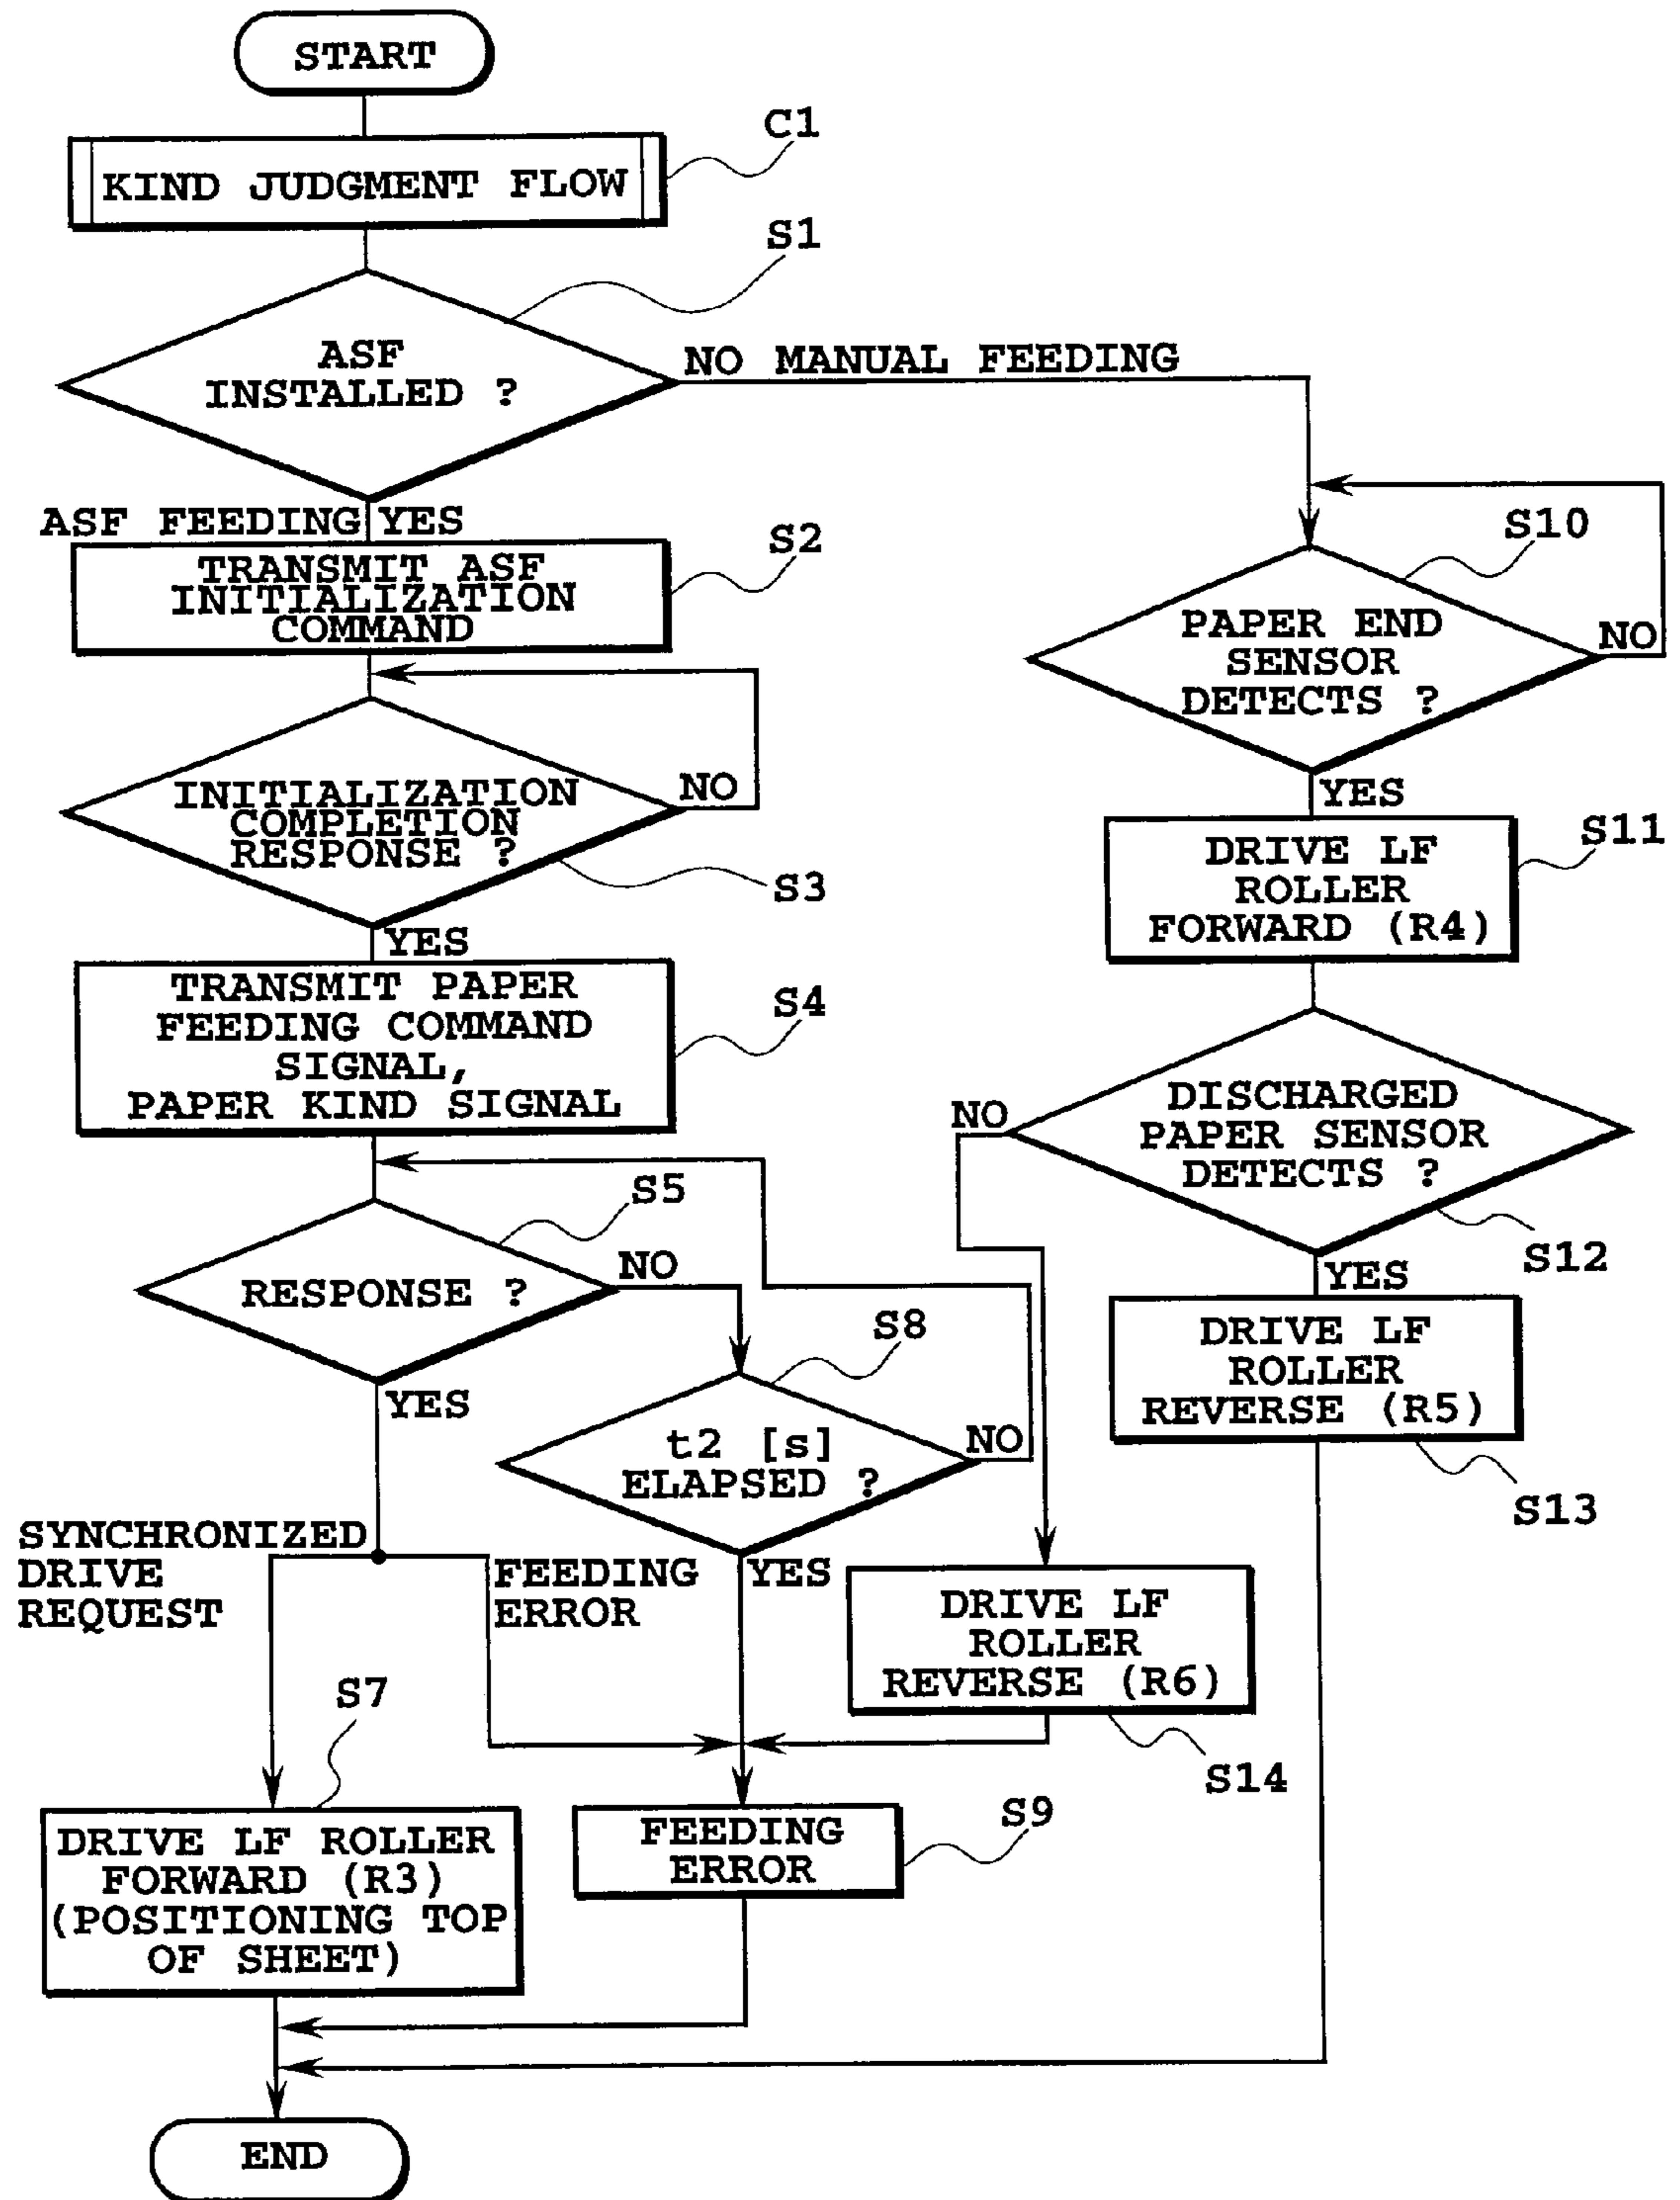 START
C1
KIND JUDGMENT FLOW
S1
ASF
INSTALLED ?
NO MANUAL FEEDING
ASF FEEDING YES
S2
TRANSMIT ASF
INITIALIZATION
COMMAND
INITIALIZATION
COMPLETION
RESPONSE ?
NO
S3
YES
TRANSMIT PAPER
FEEDING COMMAND
SIGNAL,
PAPER KIND SIGNAL
S4
S5
RESPONSE ?
NO
YES
S8
t2 [s]
ELAPSED ?
NO
YES
SYNCHRONIZED
DRIVE
REQUEST
FEEDING
ERROR
S7
DRIVE LF ROLLER
FORWARD (R3)
(POSITIONING TOP
OF SHEET)
FEEDING
ERROR
S9
S10
PAPER END
SENSOR
DETECTS ?
NO
YES
S11
DRIVE LF
ROLLER
FORWARD (R4)
DISCHARGED
PAPER SENSOR
DETECTS ?
NO
S12
YES
DRIVE LF
ROLLER
REVERSE (R5)
S13
DRIVE LF
ROLLER
REVERSE (R6)
S14
END